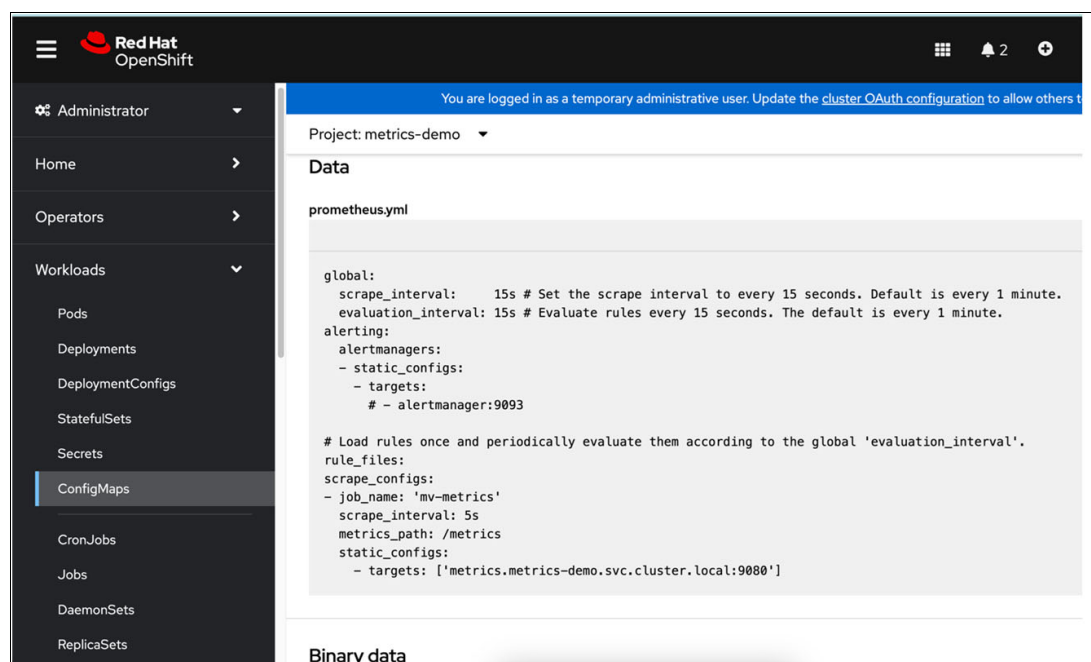 Red Hat
OpenShift
2
Administrator
You are logged in as a temporary administrative user. Update the cluster OAuth configuration to allow others t
Project: metrics-demo
Home
Operators
Workloads
Pods
Deployments
DeploymentConfigs
StatefulSets
Secrets
ConfigMaps
CronJobs
Jobs
DaemonSets
ReplicaSets
Data
prometheus.yml
global:
  scrape_interval:     15s # Set the scrape interval to every 15 seconds. Default is every 1 minute.
  evaluation_interval: 15s # Evaluate rules every 15 seconds. The default is every 1 minute.
alerting:
  alertmanagers:
  - static_configs:
    - targets:
      # - alertmanager:9093
# Load rules once and periodically evaluate them according to the global 'evaluation_interval'.
rule_files:
scrape_configs:
- job_name: 'mv-metrics'
  scrape_interval: 5s
  metrics_path: /metrics
  static_configs:
    - targets: ['metrics.metrics-demo.svc.cluster.local:9080']
Binary data